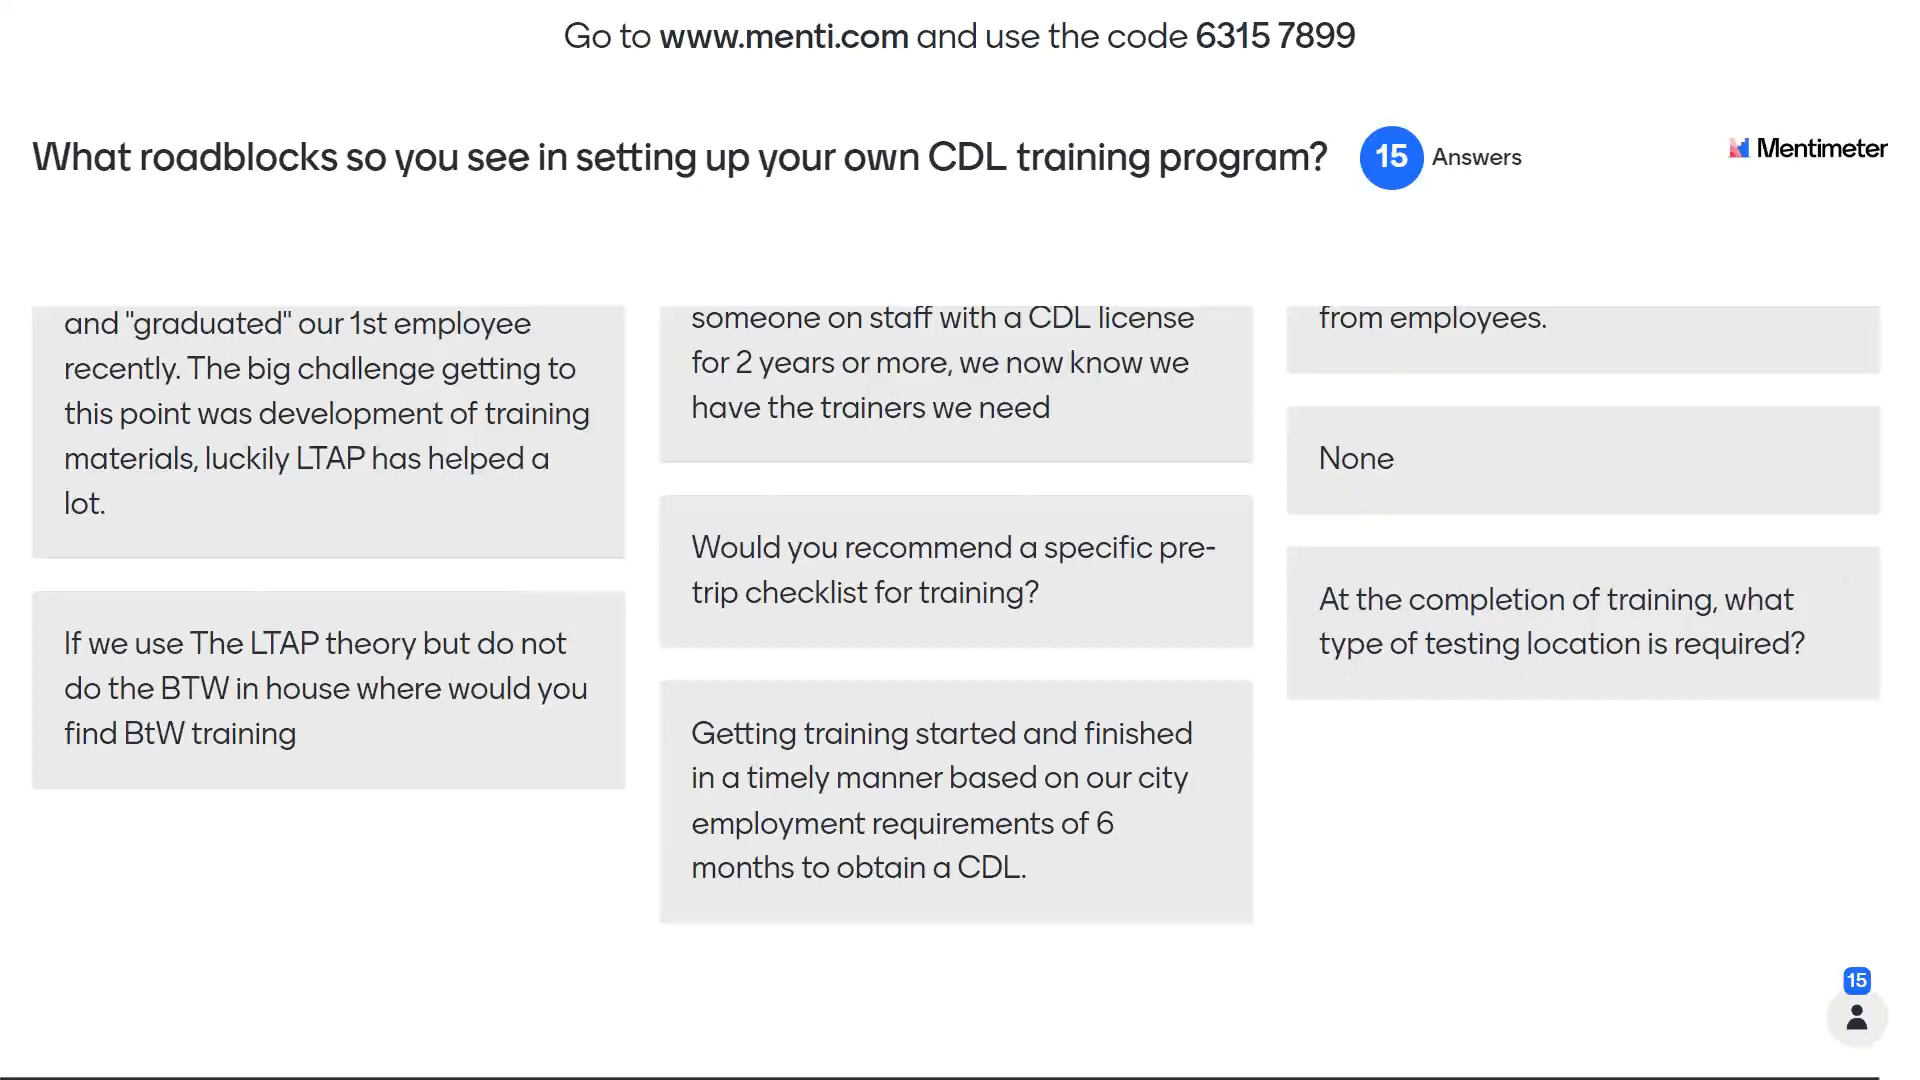 Go to www.menti.com and use the code 6315 7899
What roadblocks so you see in setting up your own CDL training program?
15
Answers
Mentimeter
and "graduated" our 1st employee
recently. The big challenge getting to
this point was development of training
materials, luckily LTAP has helped a
lot.
If we use The LTAP theory but do not
do the BTW in house where would you
find BtW training
someone on staff with a CDL license
for 2 years or more, we now know we
have the trainers we need
Would you recommend a specific pre-
trip checklist for training?
Getting training started and finished
in a timely manner based on our city
employment requirements of 6
months to obtain a CDL.
from employees.
None
At the completion of training, what
type of testing location is required?
15